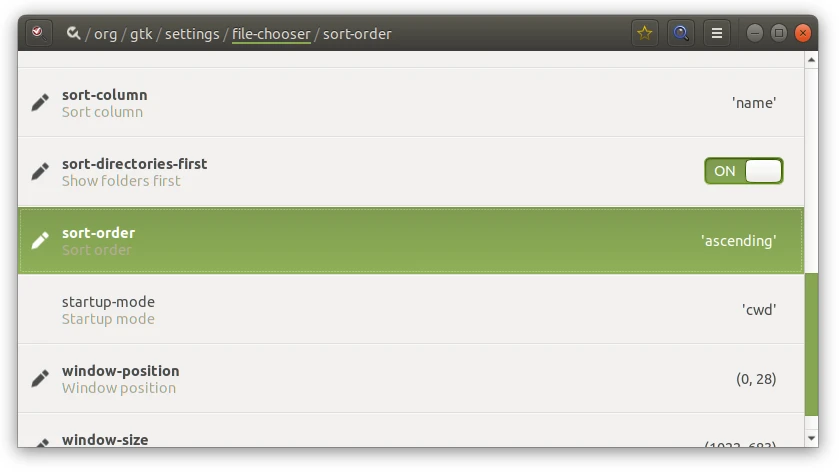 / org / gtk / settings / file-chooser / sort-order
sort-column
Sort column
'name'
sort-directories-first
Show folders first
ON
sort-order
Sort order
'ascending'
startup-mode
Startup mode
'cwd'
window-position
Window position
(0, 28)
window-size